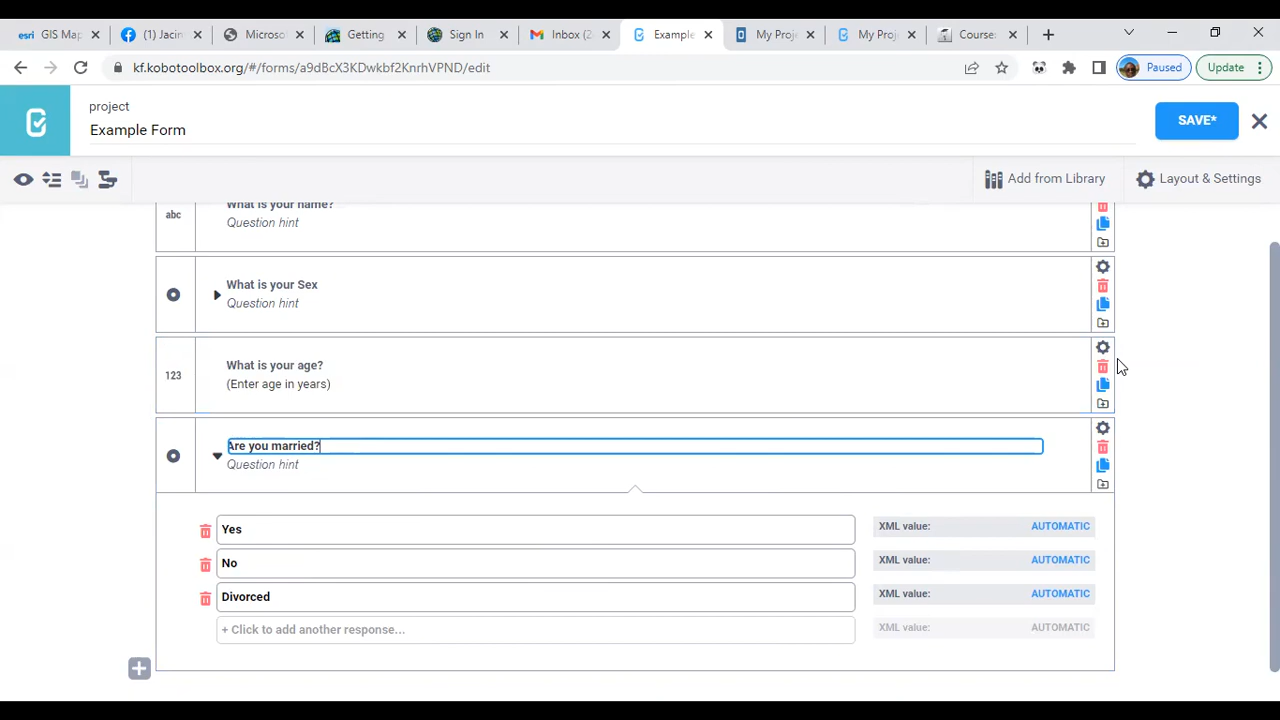 esri GIS Map
(1) Jacin
Microso
Getting
Sign In
Inbox (2
Example
My Proje
My Proje
Course:
kf.kobotoolbox.org/#/forms/a9dBcX3KDwkbf2KnrhVPND/edit
Paused
Update
project
Example Form
SAVE*
Add from Library
Layout & Settings
abc
What is your name?
Question hint
What is your Sex
Question hint
123
What is your age?
(Enter age in years)
Are you married?
Question hint
Yes
XML value:
AUTOMATIC
No
XML value:
AUTOMATIC
Divorced
XML value:
AUTOMATIC
+ Click to add another response...
XML value:
AUTOMATIC